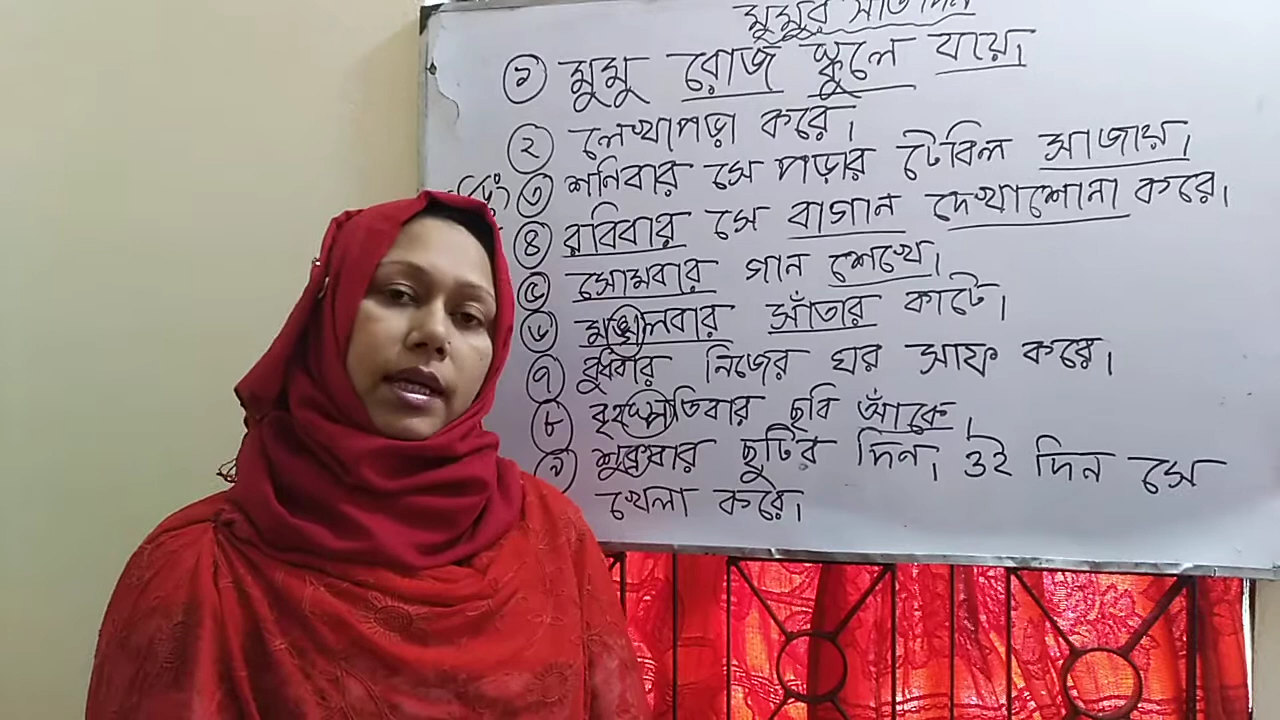 মুমুর সাত দিন
১ মুমু রোজ স্কুলে যায়।
২ লেখাপড়া করে।
৩ শনিবার সে পড়ার টেবিল সাজায়।
৪ রবিবার সে বাগান দেখাশোনা করে।
৫ সোমবার গান শেখে।
৬ মঙ্গলবার সাঁতার কাটে।
৭ বুধবার নিজের ঘর সাফ করে।
৮ বৃহস্পতিবার ছবি আঁকে।
৯ শুক্রবার ছুটির দিন। ওই দিন সে
খেলা করে।